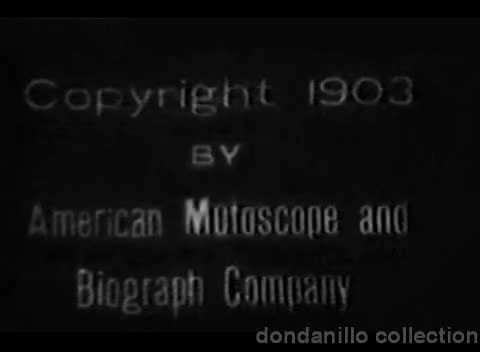 Copyright 1903
BY
American Mutoscope and
Biograph Company
dondanillo collection